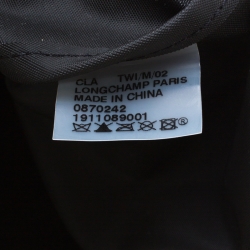 CLA TWI/M/02
LONGCHAMP PARIS
MADE IN CHINA
0870242
1911089001